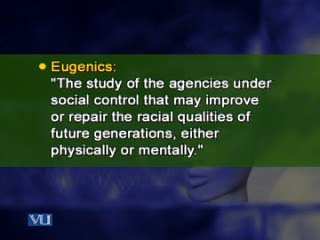 Eugenics:
"The study of the agencies under
social control that may improve
or repair the racial qualities of
future generations, either
physically or mentally."
VU